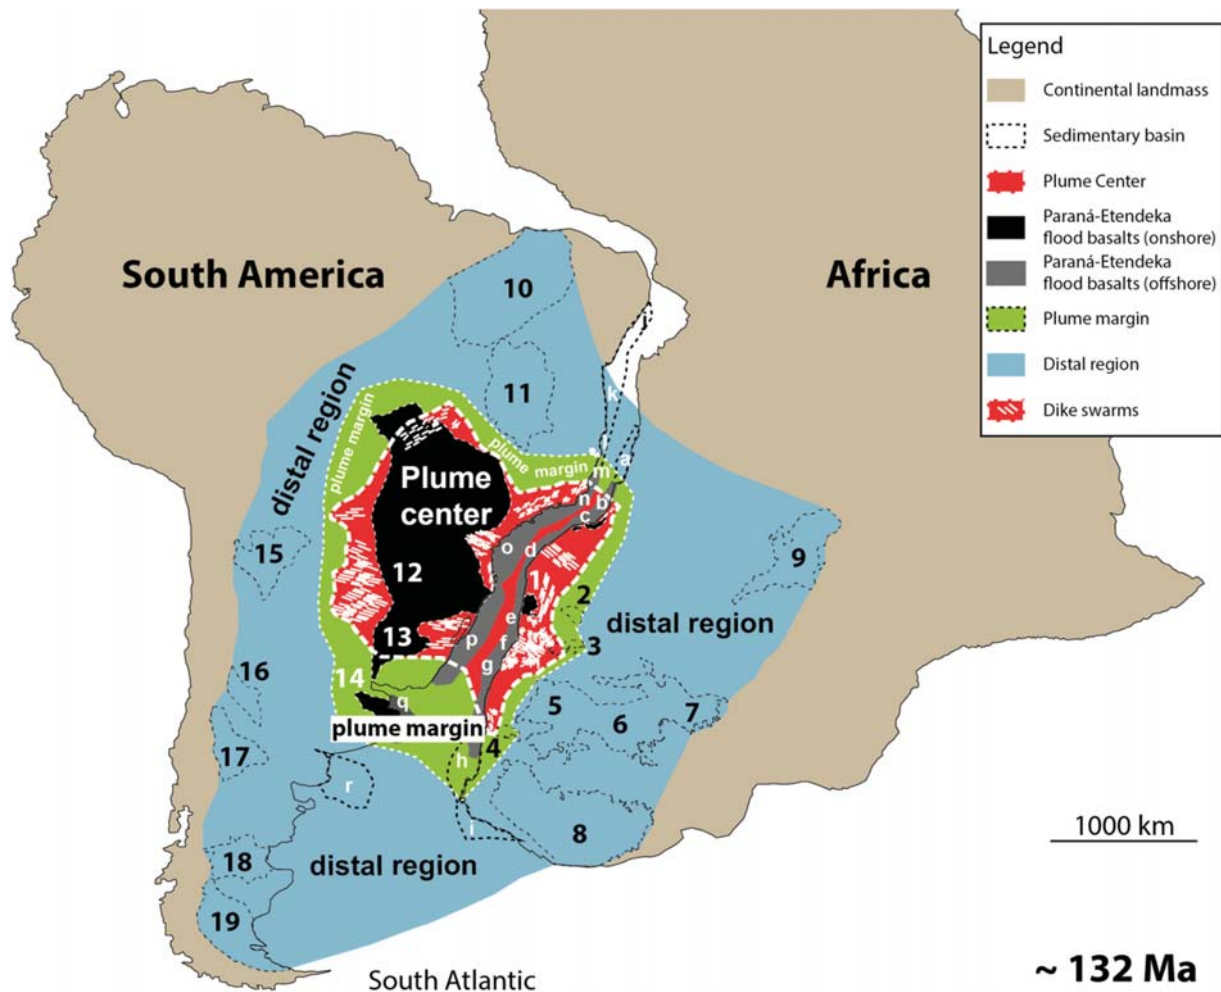 Legend
Continental landmass
Sedimentary basin
Plume Center
Paraná-Etendeka
flood basalts (onshore)
Paraná-Etendeka
flood basalts (offshore)
Plume margin
Distal region
Dike swarms
South America
Africa
10
j
11
k
distal region
plume margin
plume margin
l
a
m
Plume
center
n
b
c
o
d
15
9
12
1
2
distal region
13
e
p
f
3
g
14
16
q
5
6
7
plume margin
4
17
h
r
i
8
1000 km
18
distal region
19
South Atlantic
~ 132 Ma